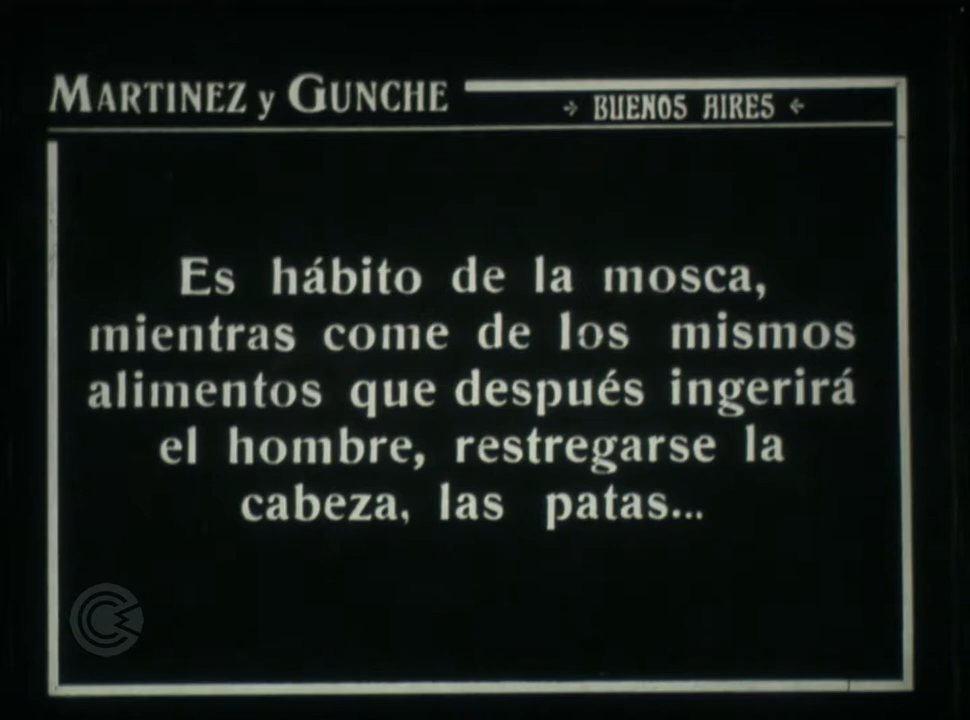 MARTINEZ y GUNCHE
BUENOS AIRES
Es hábito de la mosca,
mientras come de los mismos
alimentos que después ingerirá
el hombre, restregarse la
cabeza, las patas...